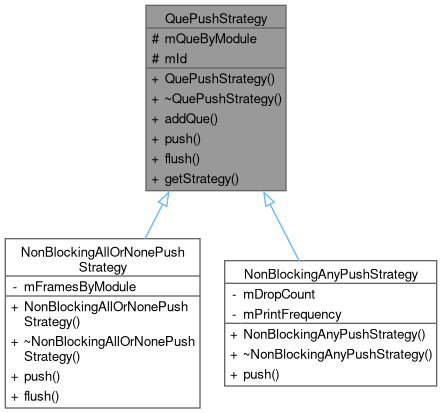 QuePushStrategy
# mQueByModule
# mId
+ QuePushStrategy()
+ ~QuePushStrategy()
+ addQue()
+ push()
+ flush()
+ getStrategy()
NonBlockingAllOrNonePush
Strategy
- mFramesByModule
+ NonBlockingAllOrNonePush
Strategy()
+ ~NonBlockingAllOrNonePush
Strategy()
+ push()
+ flush()
NonBlockingAnyPushStrategy
- mDropCount
- mPrintFrequency
+ NonBlockingAnyPushStrategy()
+ ~NonBlockingAnyPushStrategy()
+ push()